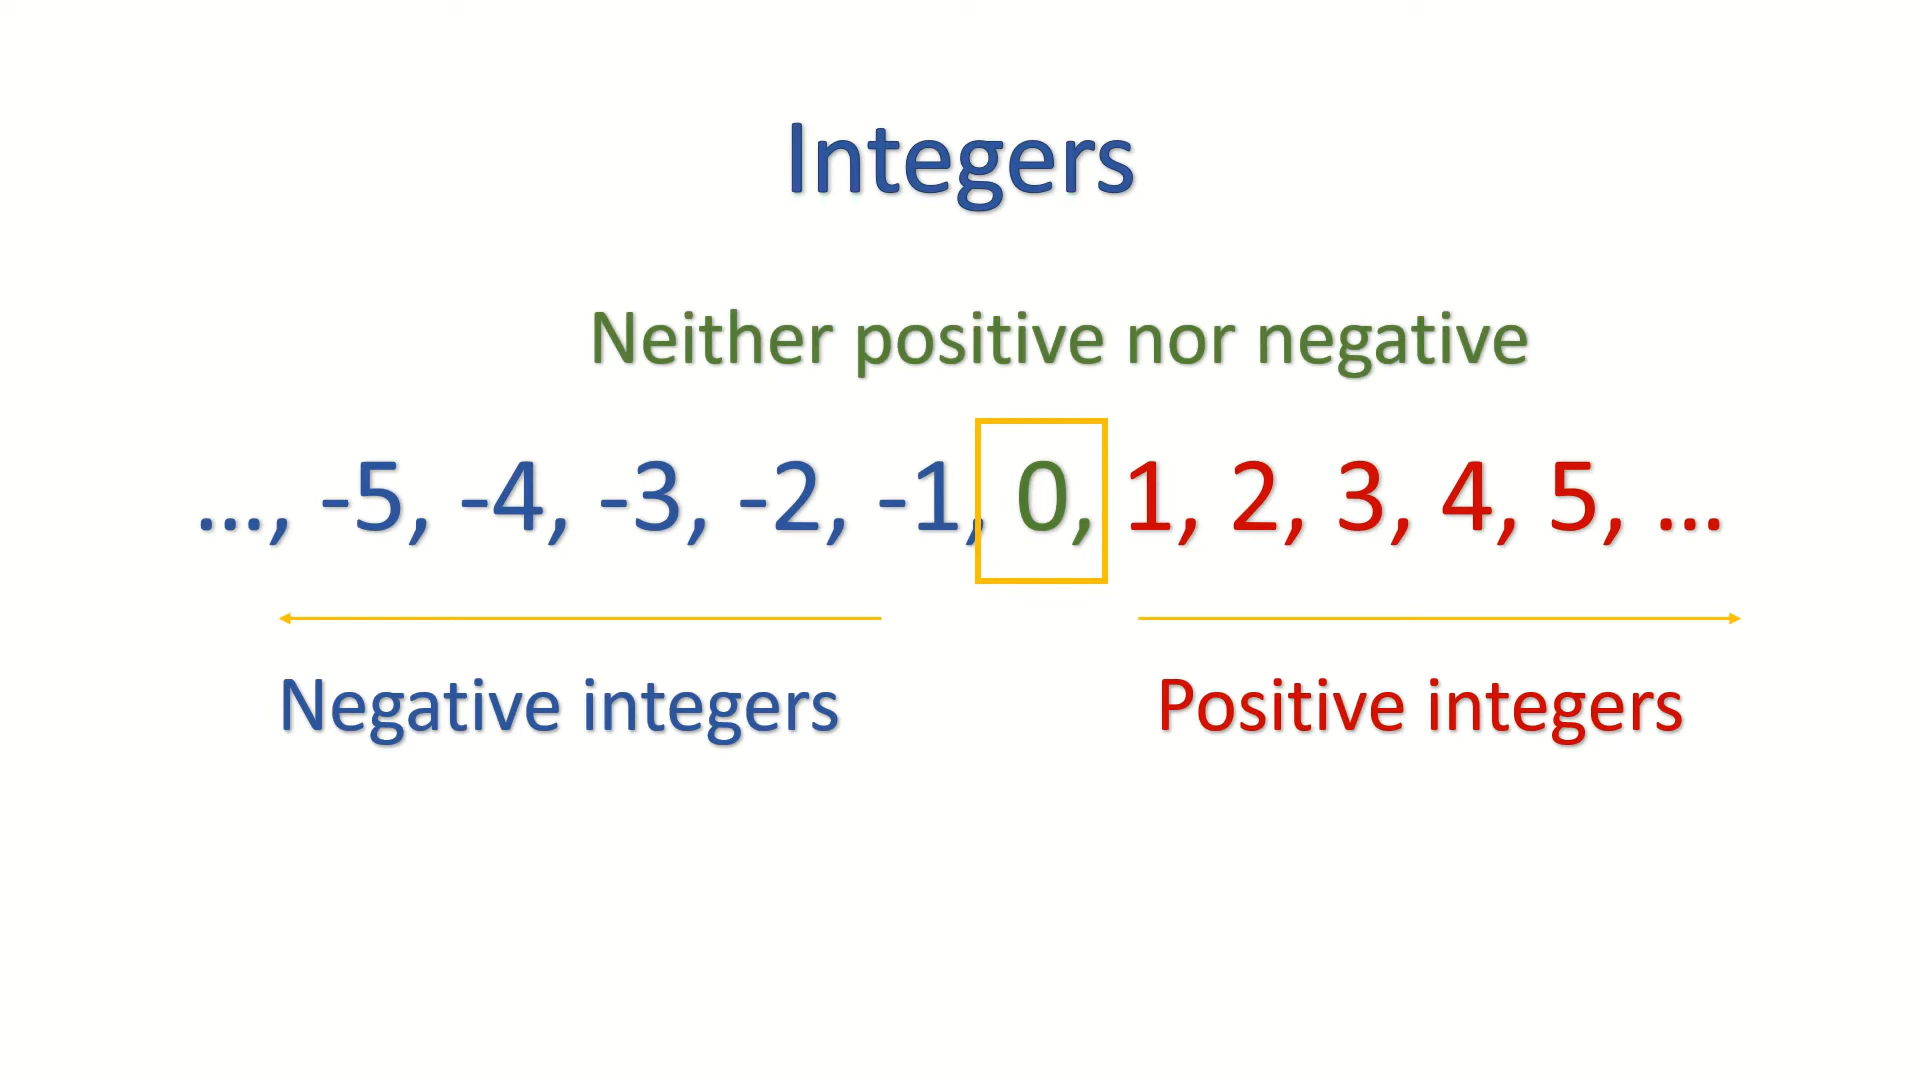 Integers
Neither positive nor negative
..., -5, -4, -3, -2, -1, 0, 1, 2, 3, 4, 5, ...
Negative integers
Positive integers